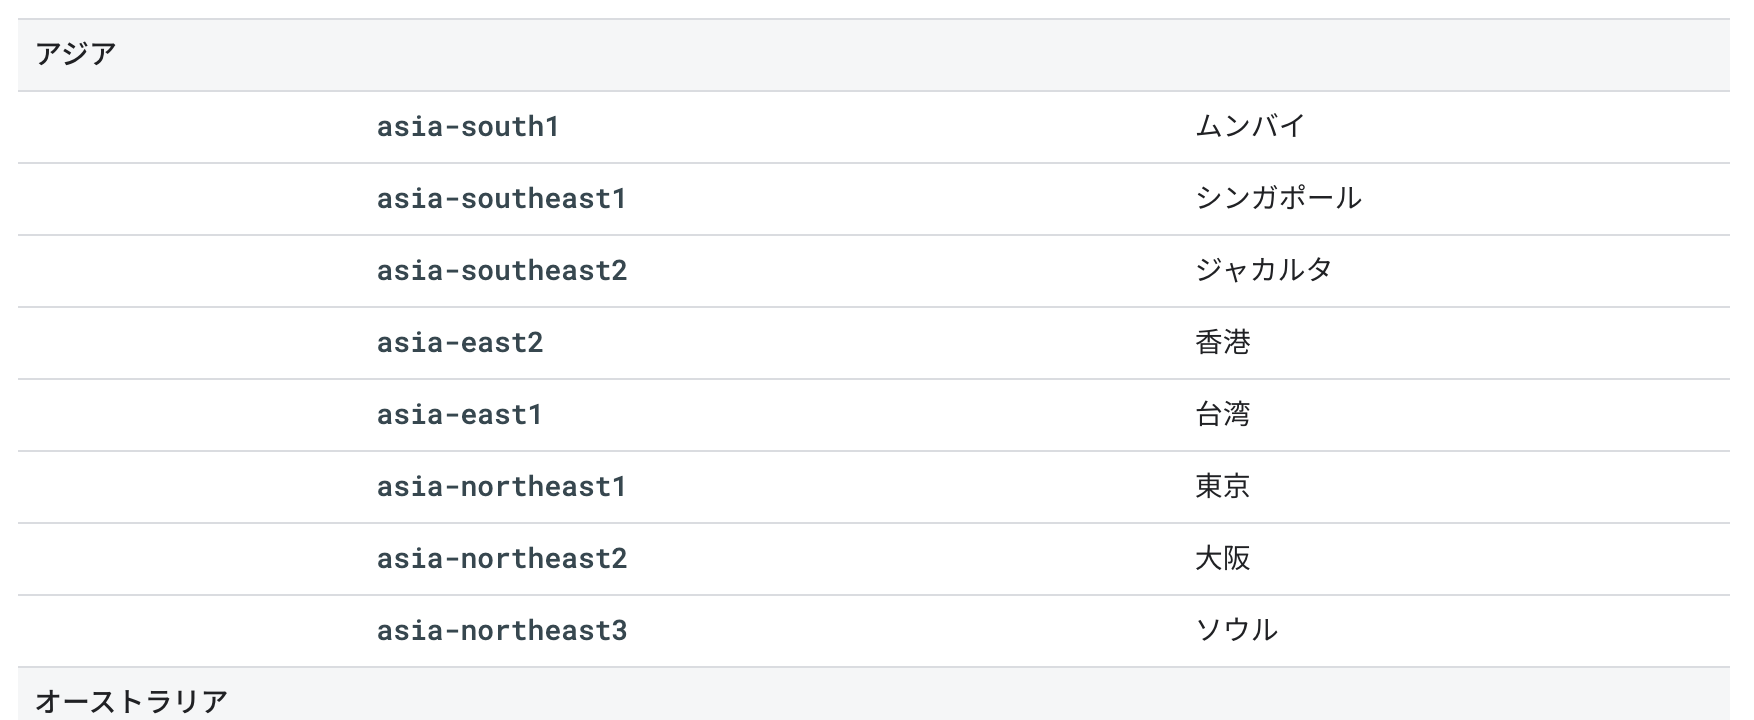 アジア
asia-south1 ムンバイ
asia-southeast1 シンガポール
asia-southeast2 ジャカルタ
asia-east2 香港
asia-east1 台湾
asia-northeast1 東京
asia-northeast2 大阪
asia-northeast3 ソウル
オーストラリア